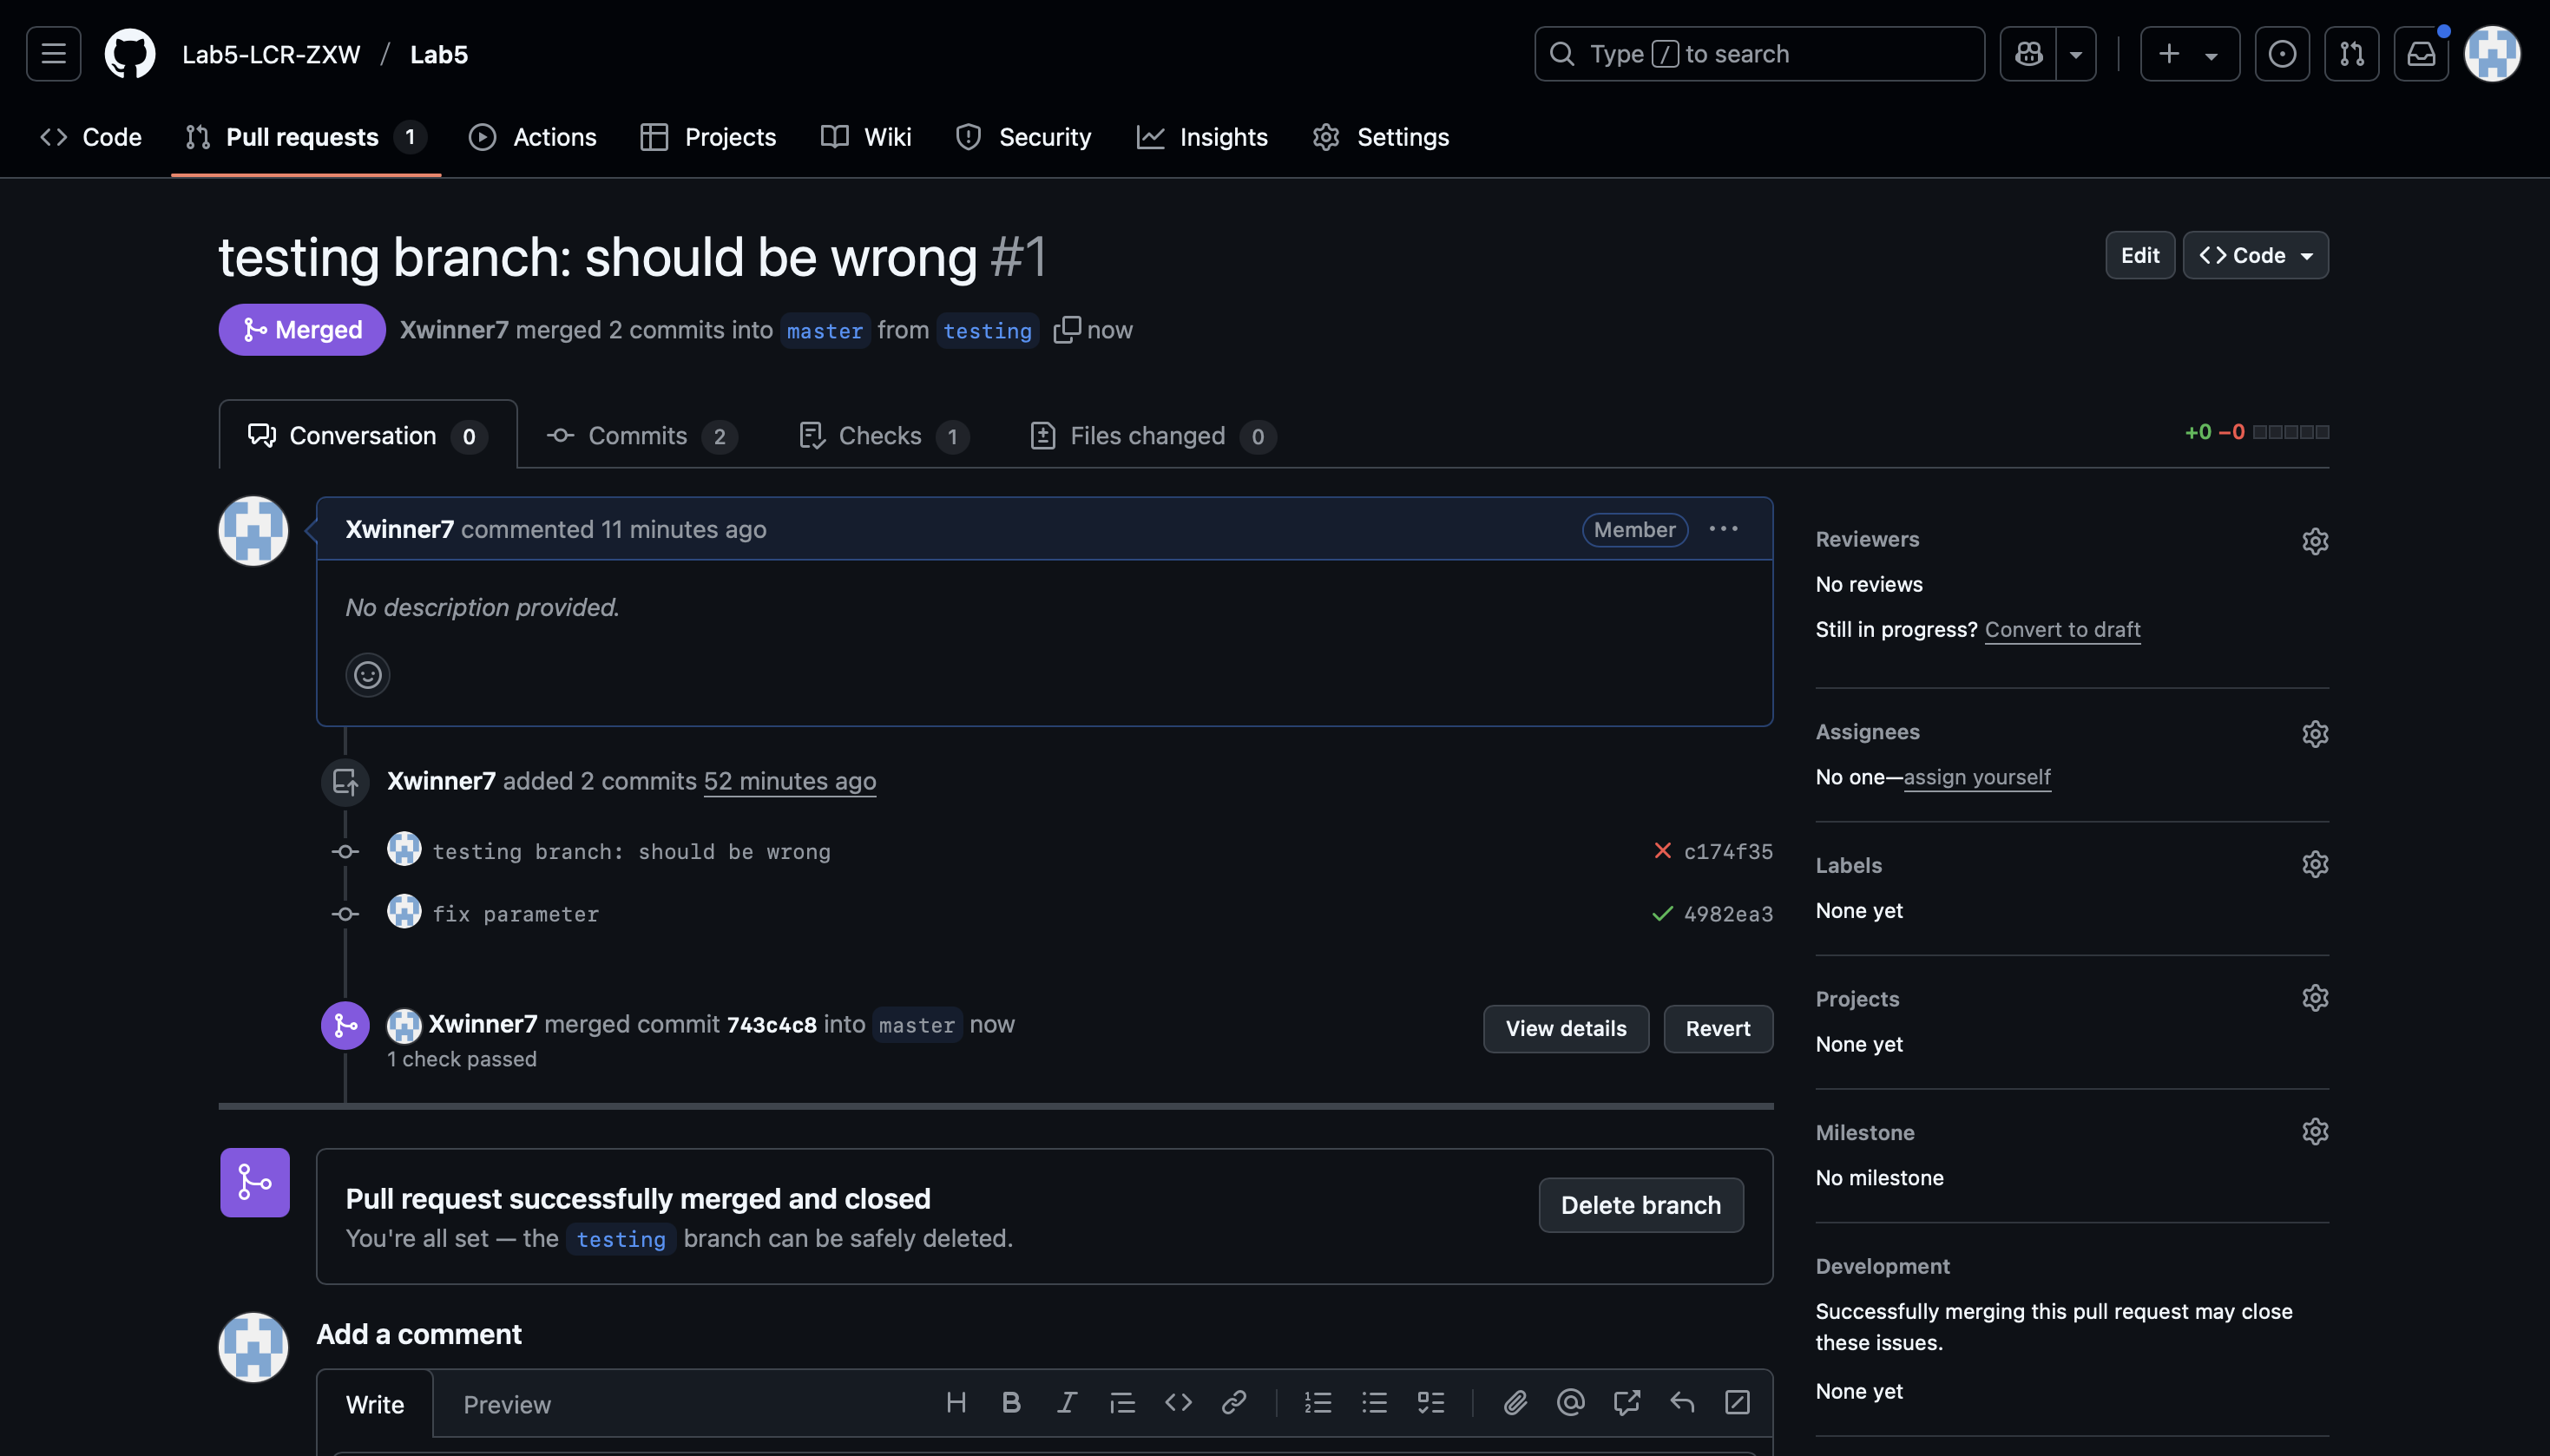 Lab5-LCR-ZXW / Lab5
Type / to search
Code
Pull requests 1
Actions
Projects
Wiki
Security
Insights
Settings
testing branch: should be wrong #1
Edit
Code
Merged
Xwinner7 merged 2 commits into master from testing now
Conversation 0
Commits 2
Checks 1
Files changed 0
+0 −0
Xwinner7 commented 11 minutes ago
Member
No description provided.
Xwinner7 added 2 commits 52 minutes ago
testing branch: should be wrong
c174f35
fix parameter
4982ea3
Xwinner7 merged commit 743c4c8 into master now
1 check passed
View details
Revert
Pull request successfully merged and closed
You're all set — the testing branch can be safely deleted.
Delete branch
Add a comment
Write
Preview
Reviewers
No reviews
Still in progress? Convert to draft
Assignees
No one—assign yourself
Labels
None yet
Projects
None yet
Milestone
No milestone
Development
Successfully merging this pull request may close
these issues.
None yet